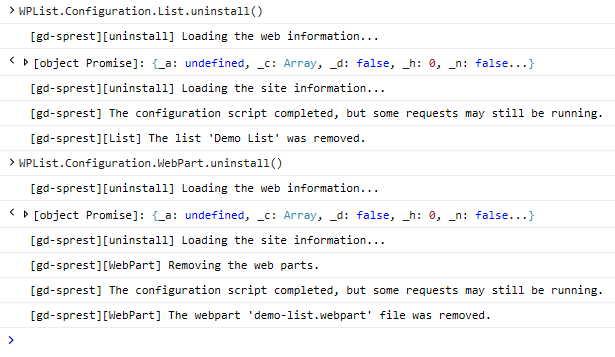 > WPList.Configuration.List.uninstall()
[gd-sprest][uninstall] Loading the web information...
[object Promise]: {_a: undefined, _c: Array, _d: false, _h: 0, _n: false...}
[gd-sprest][uninstall] Loading the site information...
[gd-sprest] The configuration script completed, but some requests may still be running.
[gd-sprest][List] The list 'Demo List' was removed.
> WPList.Configuration.WebPart.uninstall()
[gd-sprest][uninstall] Loading the web information...
[object Promise]: {_a: undefined, _c: Array, _d: false, _h: 0, _n: false...}
[gd-sprest][uninstall] Loading the site information...
[gd-sprest][WebPart] Removing the web parts.
[gd-sprest] The configuration script completed, but some requests may still be running.
[gd-sprest][WebPart] The webpart 'demo-list.webpart' file was removed.